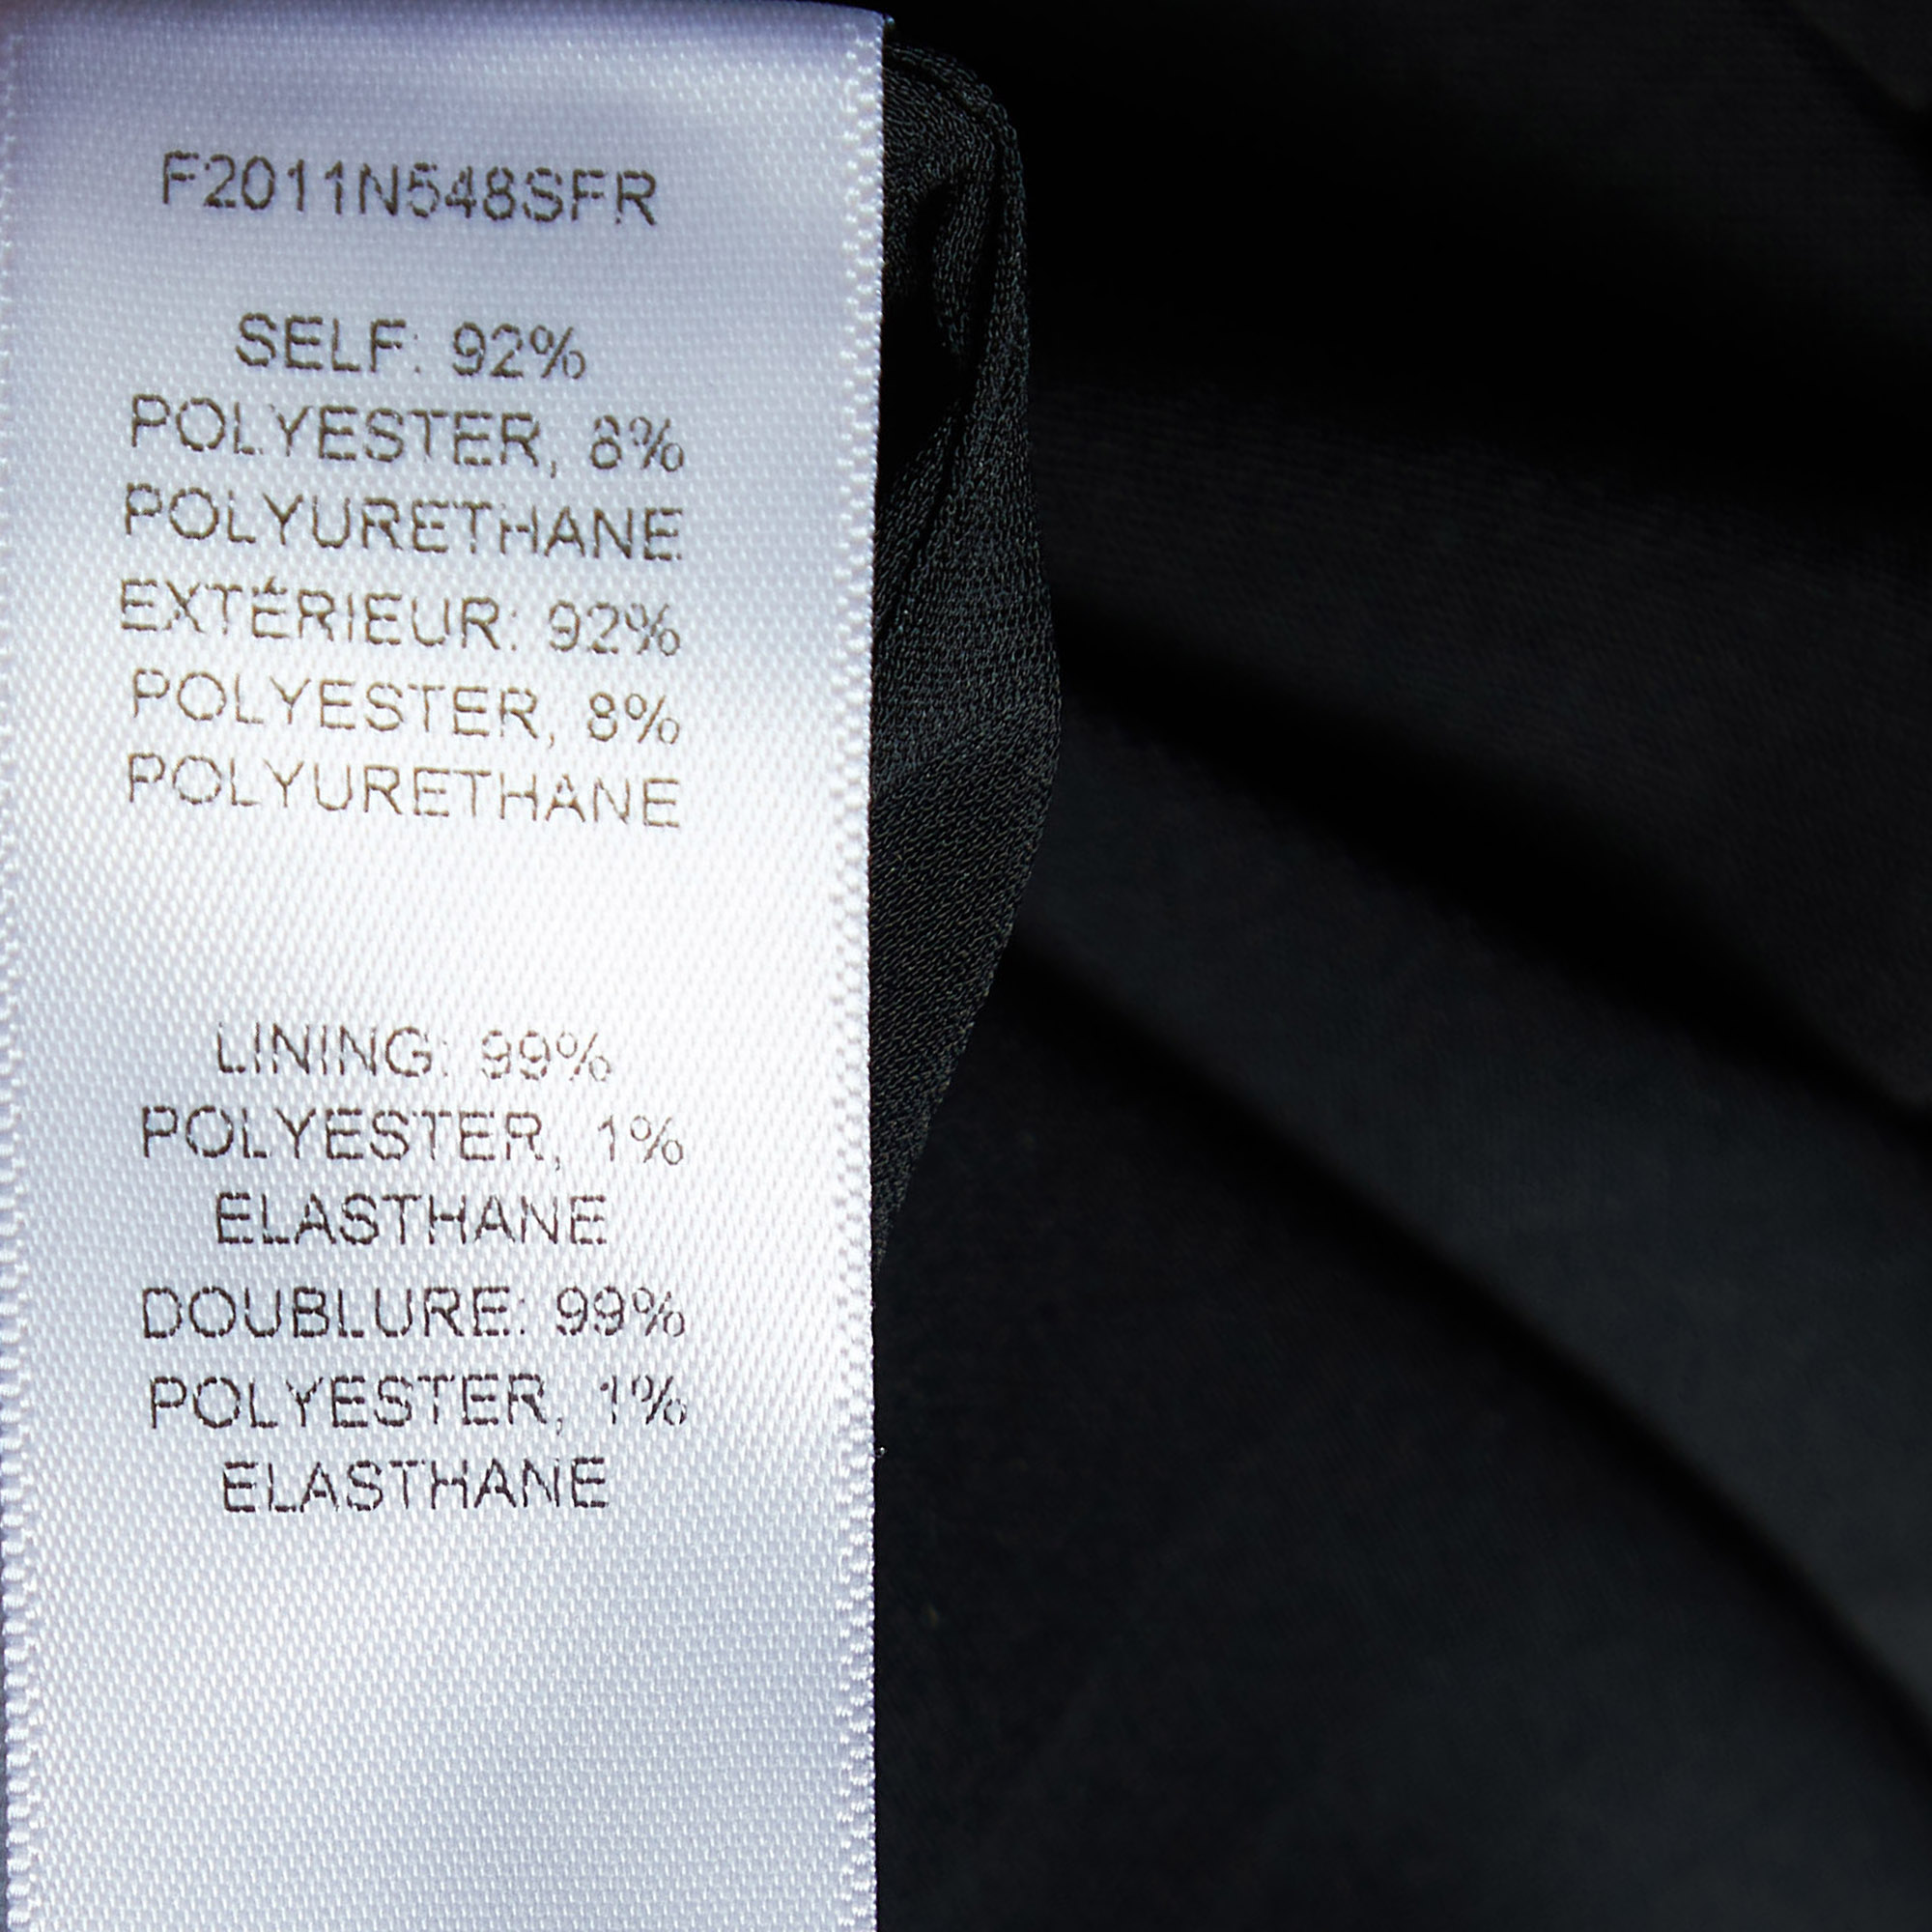 F2011N548SFR
SELF: 92%
POLYESTER, 8%
POLYURETHANE
EXTÉRIEUR: 92%
POLYESTER, 8%
POLYURETHANE
LINING: 99%
POLYESTER, 1%
ELASTHANE
DOUBLURE: 99%
POLYESTER, 1%
ELASTHANE